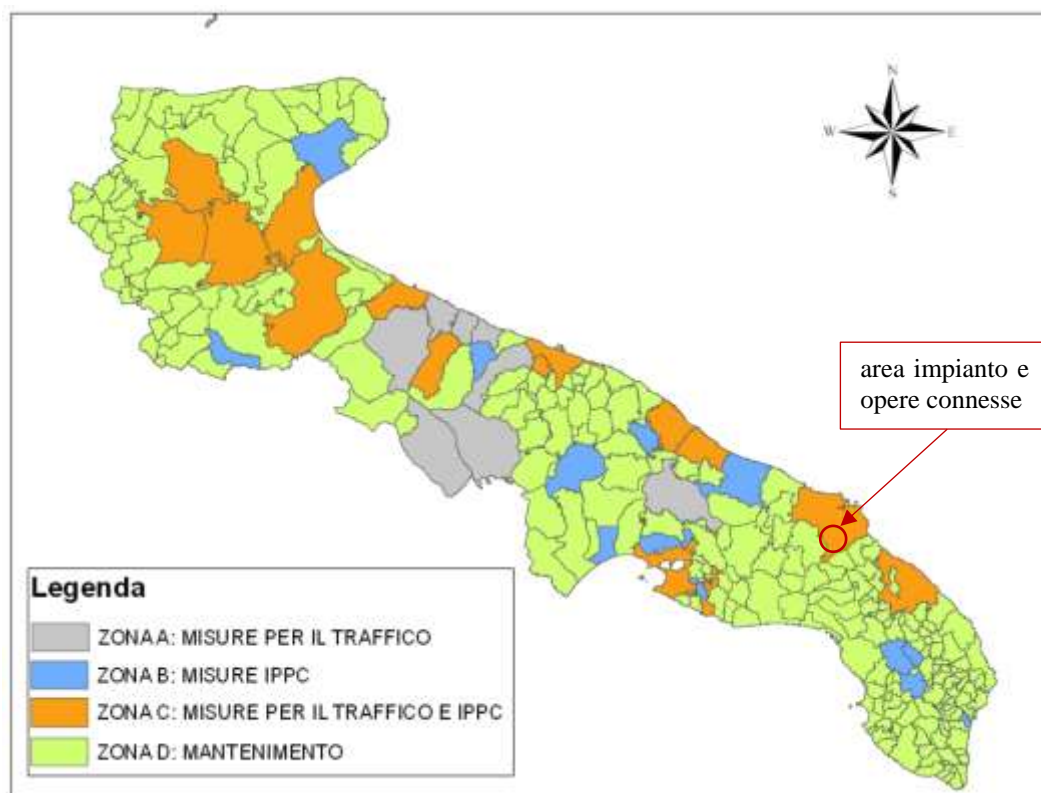 N
W E
S
area impianto e
opere connesse
Legenda
ZONA A: MISURE PER IL TRAFFICO
ZONA B: MISURE IPPC
ZONA C: MISURE PER IL TRAFFICO E IPPC
ZONA D: MANTENIMENTO